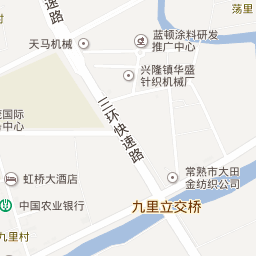 荡里
速路
天马机械
蓝顿涂料研发
推广中心
兴隆镇华盛
针织机械厂
三环快速路
国际
中心
虹桥大酒店
中国农业银行
常熟市大田
金纺织公司
九里立交桥
九里村